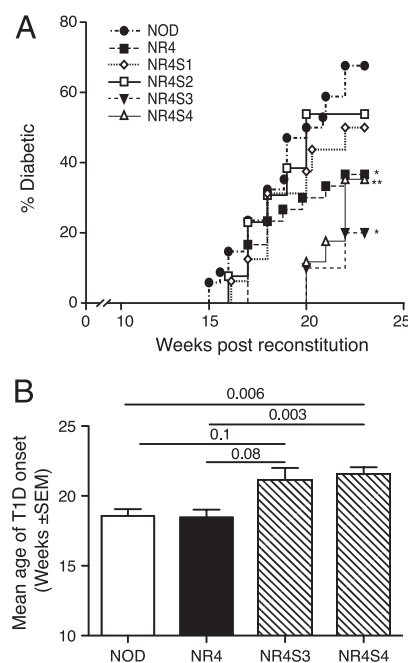 A
NOD
NR4
NR4S1
NR4S2
NR4S3
NR4S4
% Diabetic
80
60
40
20
0
*
**
*
0 10 15 20 25
Weeks post reconstitution
B
0.006
0.003
0.1
0.08
Mean age of T1D onset
(Weeks ±SEM)
25
20
15
10
NOD NR4 NR4S3 NR4S4